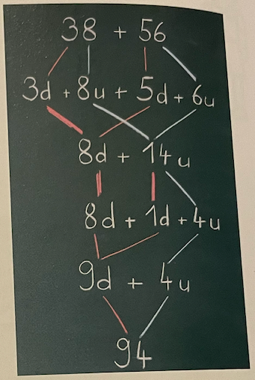 38 + 56
3d + 8u + 5d + 6u
8d + 14u
8d + 1d + 4u
9d + 4u
94